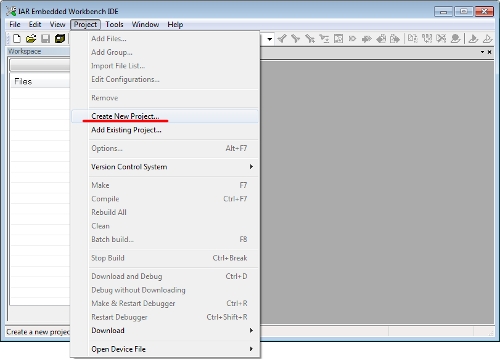 IAR Embedded Workbench IDE
File Edit View Project Tools Window Help
Workspace
Files
Add Files...
Add Group...
Import File List...
Edit Configurations...
Remove
Create New Project...
Add Existing Project...
Options... Alt+F7
Version Control System
Make F7
Compile Ctrl+F7
Rebuild All
Clean
Batch build... F8
Stop Build Ctrl+Break
Download and Debug Ctrl+D
Debug without Downloading
Make & Restart Debugger Ctrl+R
Restart Debugger Ctrl+Shift+R
Download
Open Device File
Create a new projec